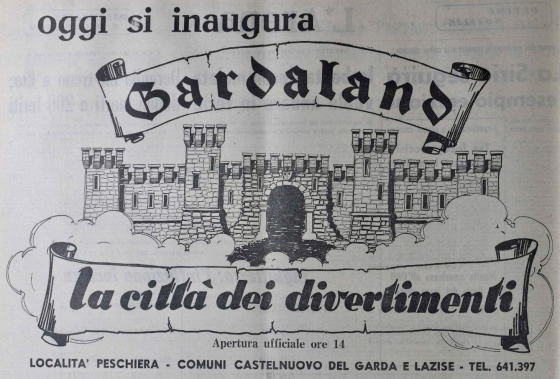 oggi si inaugura
Gardaland
la città dei divertimenti
Apertura ufficiale ore 14
LOCALITA' PESCHIERA - COMUNI CASTELNUOVO DEL GARDA E LAZISE - TEL. 641.397